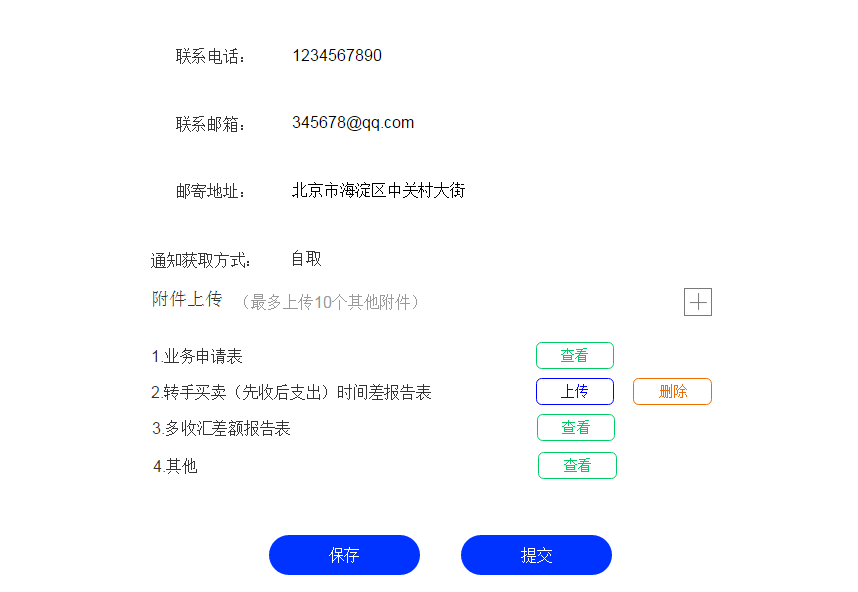 联系电话： 1234567890
联系邮箱： 345678@qq.com
邮寄地址： 北京市海淀区中关村大街
通知获取方式： 自取
附件上传 （最多上传10个其他附件）
1.业务申请表 查看
2.转手买卖（先收后支出）时间差报告表 上传 删除
3.多收汇差额报告表 查看
4.其他 查看
保存 提交